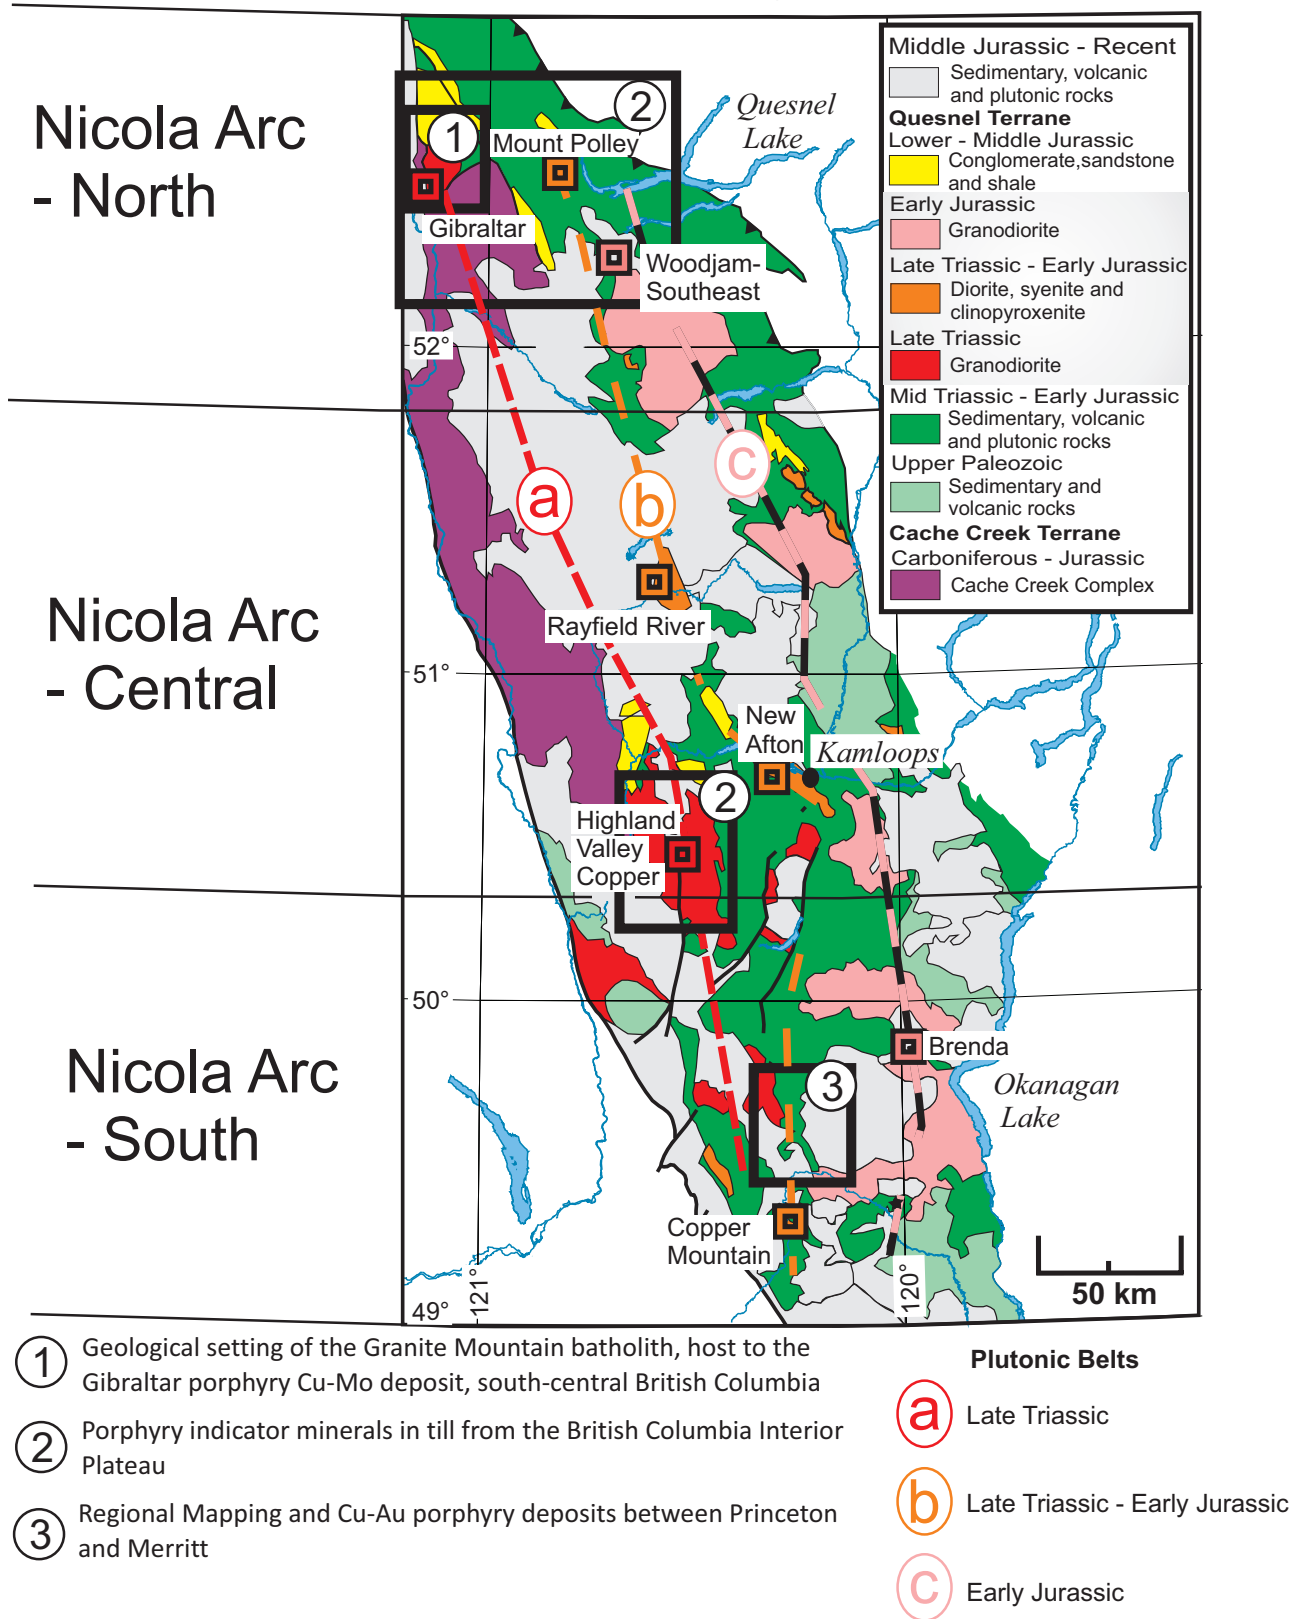 Nicola Arc
- North
Nicola Arc
- Central
Nicola Arc
- South
1
2
Mount Polley
Quesnel
Lake
Gibraltar
Woodjam-
Southeast
52°
a
b
c
Rayfield River
51°
New
Afton
Kamloops
2
Highland
Valley
Copper
50°
Brenda
3
Okanagan
Lake
Copper
Mountain
49°
121°
120°
50 km
Middle Jurassic - Recent
Sedimentary, volcanic
and plutonic rocks
Quesnel Terrane
Lower - Middle Jurassic
Conglomerate,sandstone
and shale
Early Jurassic
Granodiorite
Late Triassic - Early Jurassic
Diorite, syenite and
clinopyroxenite
Late Triassic
Granodiorite
Mid Triassic - Early Jurassic
Sedimentary, volcanic
and plutonic rocks
Upper Paleozoic
Sedimentary and
volcanic rocks
Cache Creek Terrane
Carboniferous - Jurassic
Cache Creek Complex
1 Geological setting of the Granite Mountain batholith, host to the
Gibraltar porphyry Cu-Mo deposit, south-central British Columbia
2 Porphyry indicator minerals in till from the British Columbia Interior
Plateau
3 Regional Mapping and Cu-Au porphyry deposits between Princeton
and Merritt
Plutonic Belts
a Late Triassic
b Late Triassic - Early Jurassic
c Early Jurassic